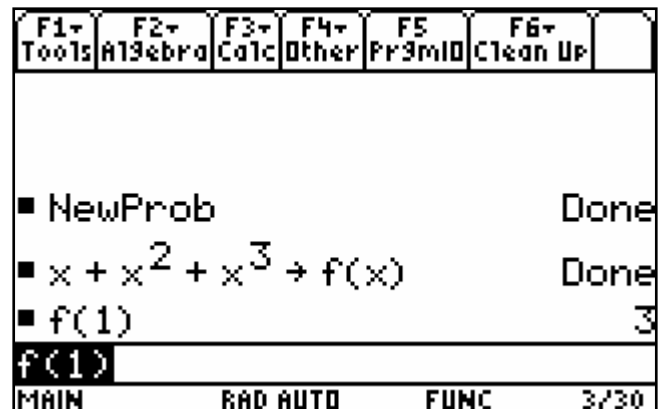 F1 F2 F3 F4 F5 F6
Tools Algebra Calc Other PrgmIO Clean Up
▪ NewProb Done
▪ x + x² + x³ → f(x) Done
▪ f(1) 3
f(1)
MAIN RAD AUTO FUNC 3/30